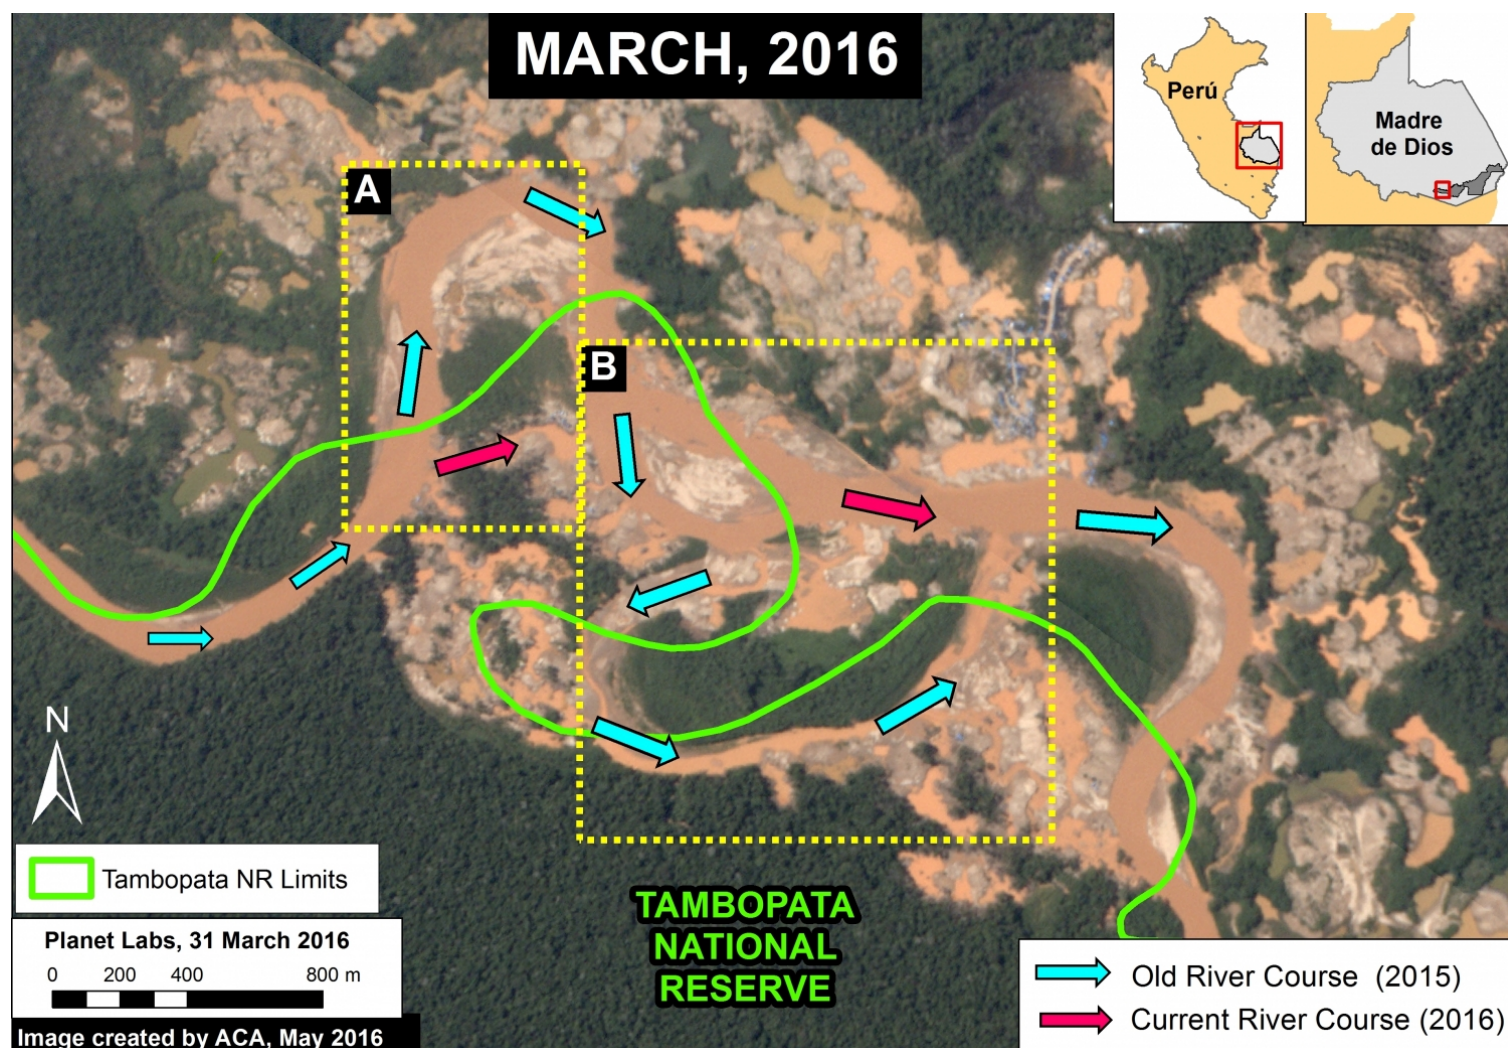 MARCH, 2016
Perú
Madre
de Dios
A
B
N
Tambopata NR Limits
Planet Labs, 31 March 2016
0 200 400 800 m
Image created by ACA, May 2016
TAMBOPATA
NATIONAL
RESERVE
Old River Course (2015)
Current River Course (2016)